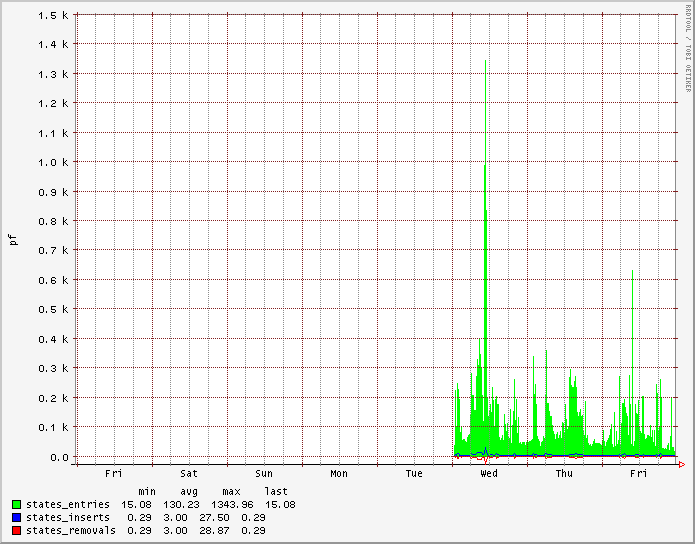 RRDTOOL / TOBI OETIKER
1.5 k
1.4 k
1.3 k
1.2 k
1.1 k
1.0 k
0.9 k
0.8 k
0.7 k
0.6 k
0.5 k
0.4 k
0.3 k
0.2 k
0.1 k
0.0
pf
Fri Sat Sun Mon Tue Wed Thu Fri
min avg max last
states_entries 15.08 130.23 1343.96 15.08
states_inserts 0.29 3.00 27.50 0.29
states_removals 0.29 3.00 28.87 0.29